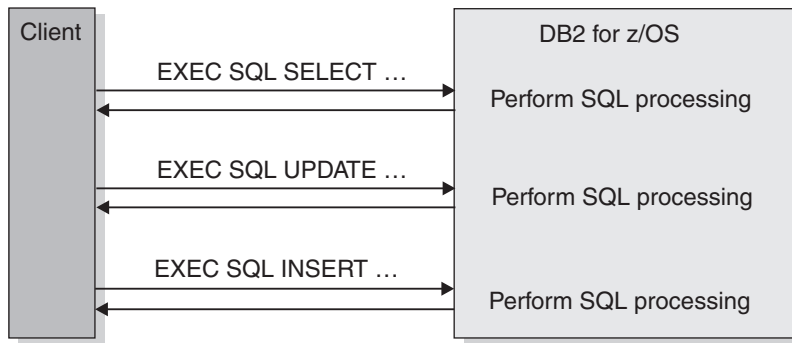 Client
DB2 for z/OS
EXEC SQL SELECT …
Perform SQL processing
EXEC SQL UPDATE …
Perform SQL processing
EXEC SQL INSERT …
Perform SQL processing